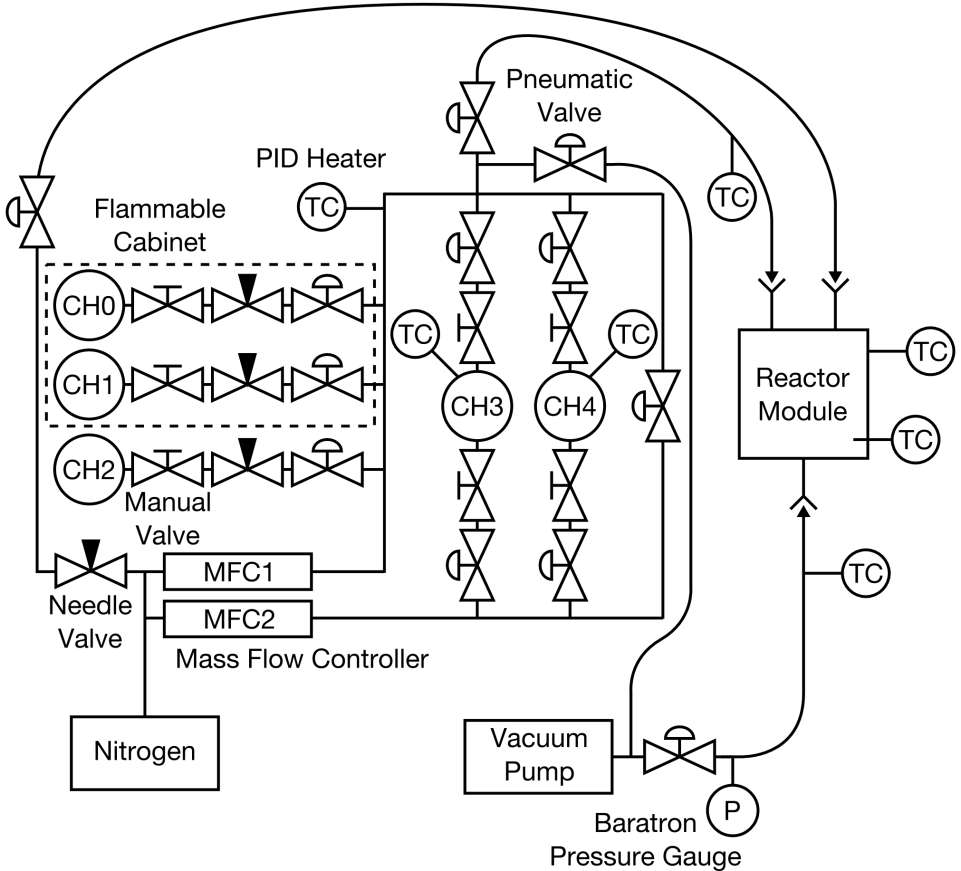 Pneumatic
Valve
PID Heater
TC
TC
Flammable
Cabinet
CH0
CH1
TC
TC
TC
Reactor
Module
CH3
CH4
TC
CH2
Manual
Valve
MFC1
TC
Needle
Valve
MFC2
Mass Flow Controller
Nitrogen
Vacuum
Pump
P
Baratron
Pressure Gauge